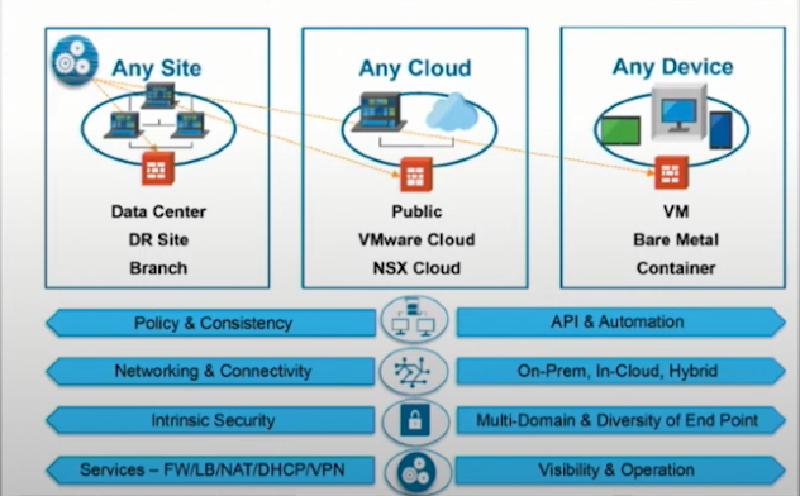 Any Site
Data Center
DR Site
Branch
Any Cloud
Public
VMware Cloud
NSX Cloud
Any Device
VM
Bare Metal
Container
Policy & Consistency
API & Automation
Networking & Connectivity
On-Prem, In-Cloud, Hybrid
Intrinsic Security
Multi-Domain & Diversity of End Point
Services – FW/LB/NAT/DHCP/VPN
Visibility & Operation